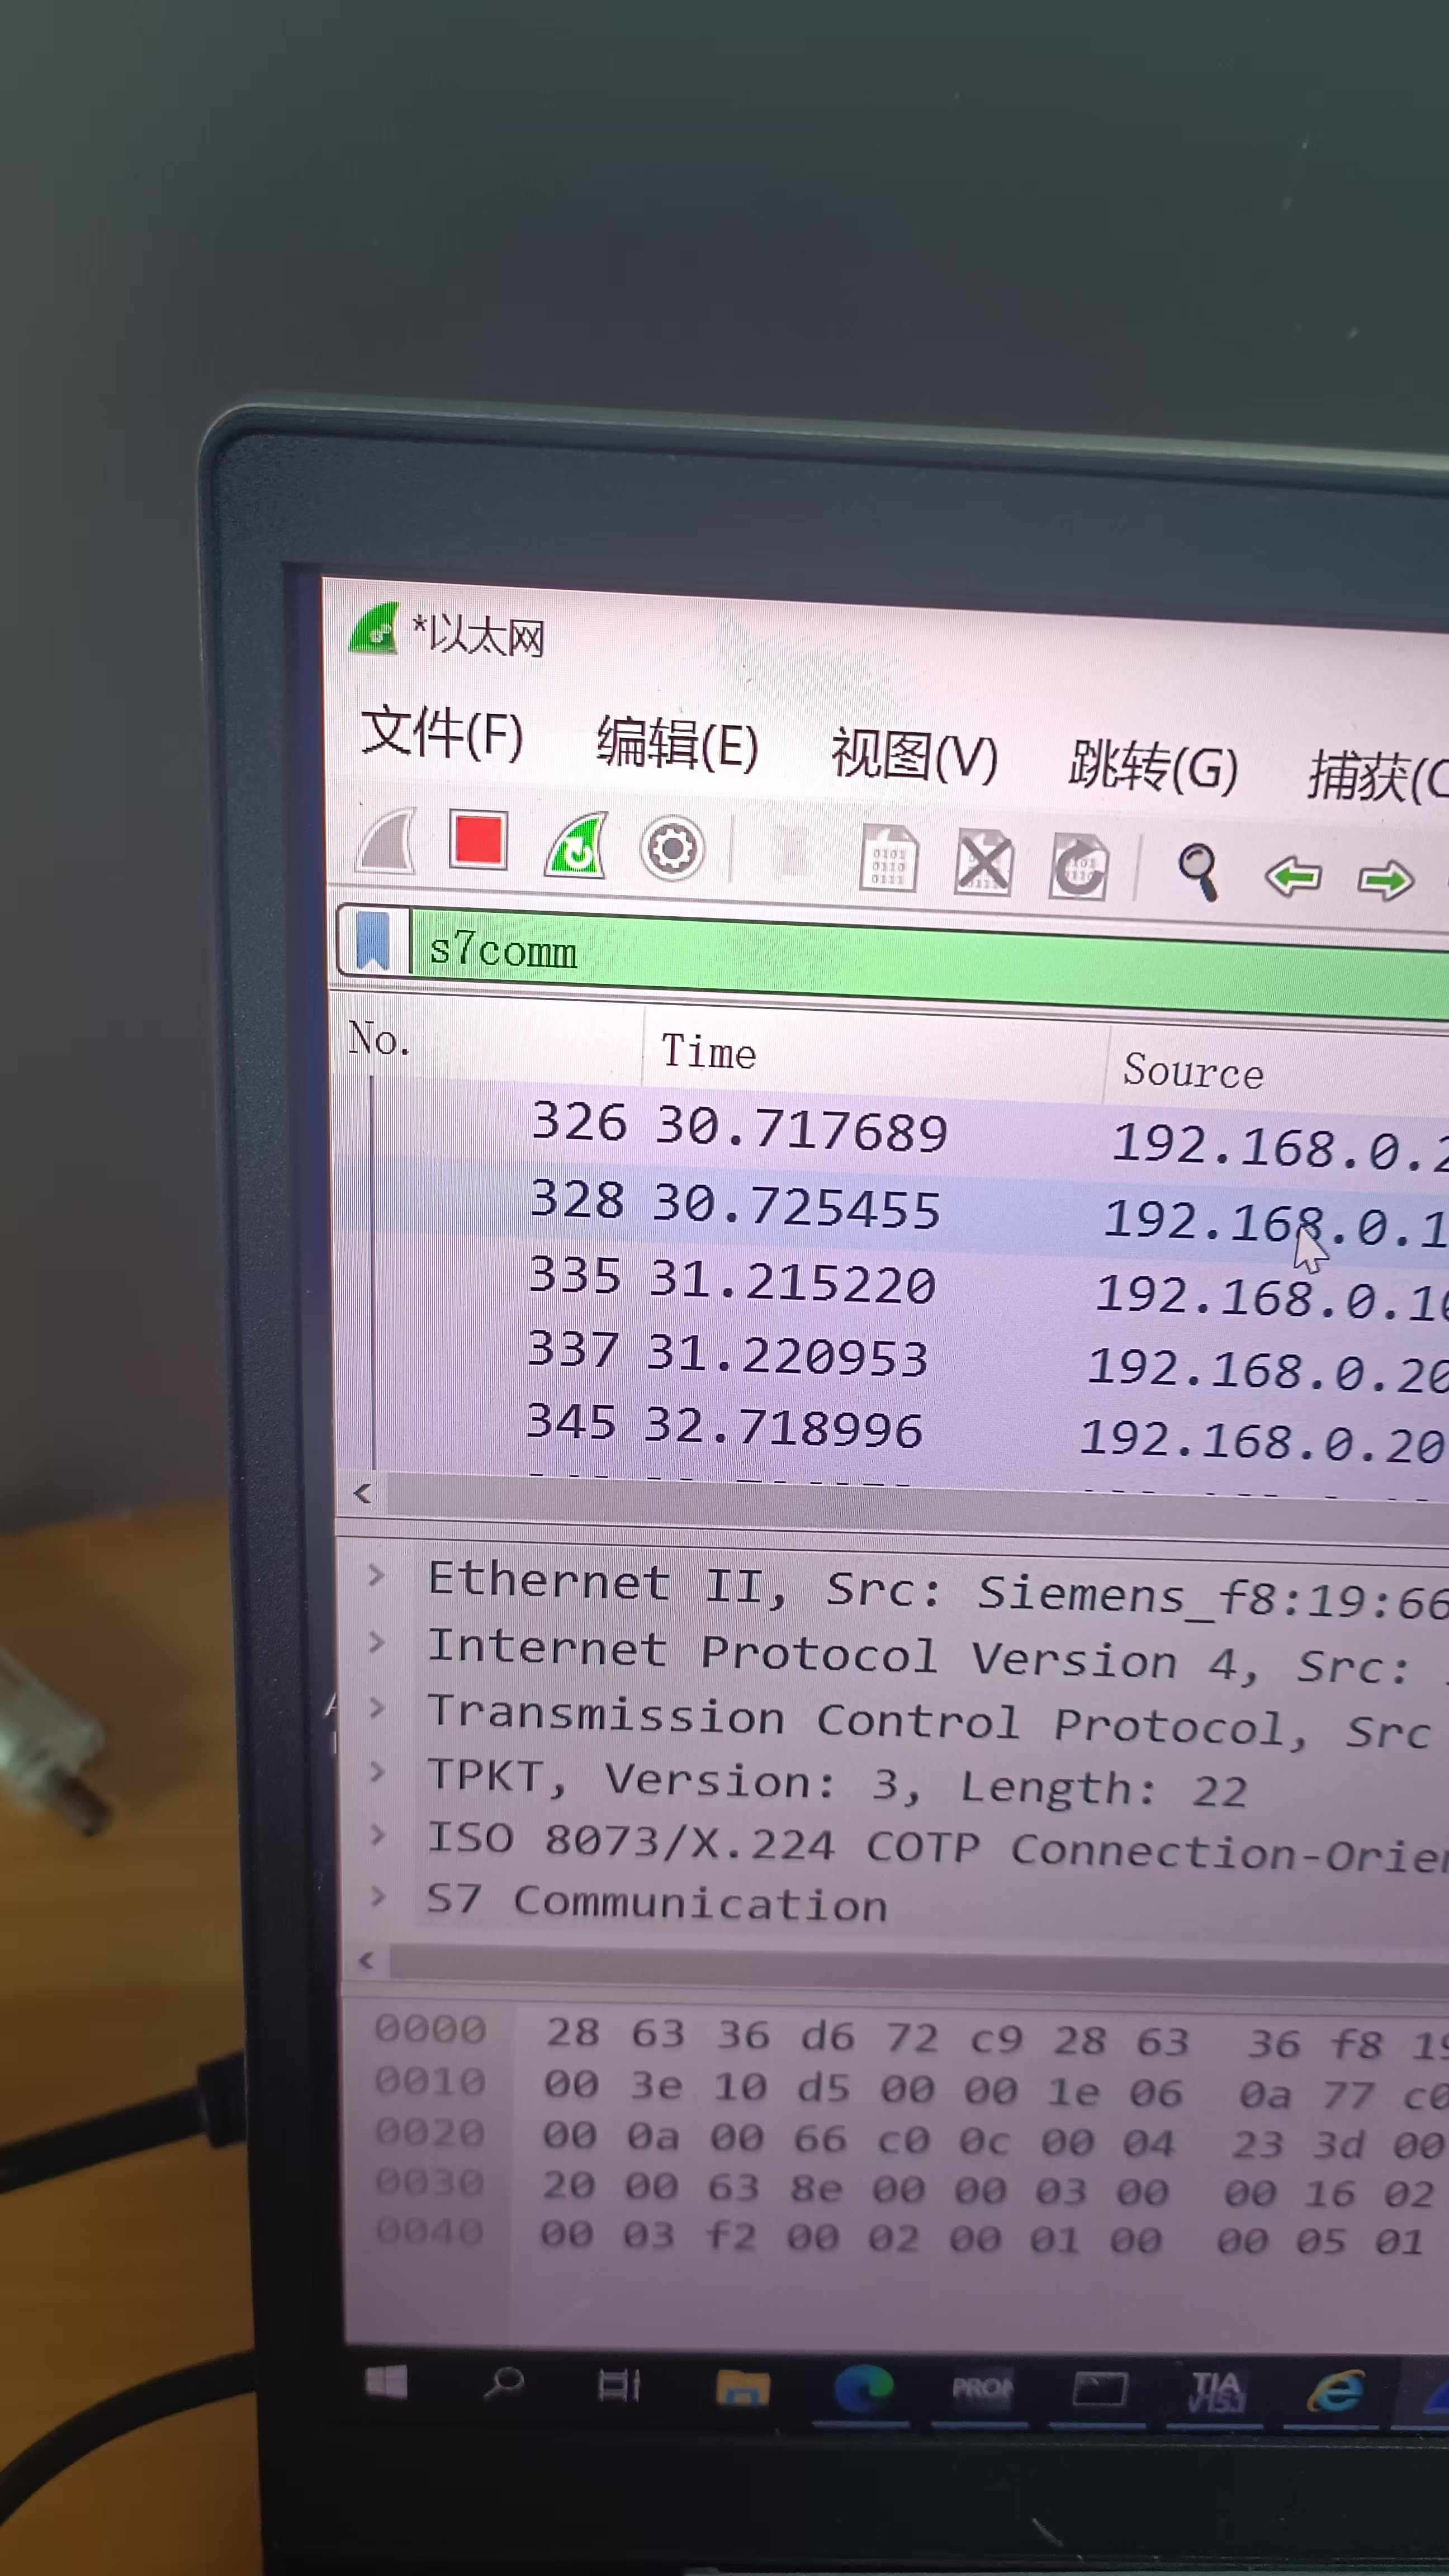 *以太网
文件(F) 编辑(E) 视图(V) 跳转(G) 捕获(C
s7comm
No. Time Source
326 30.717689 192.168.0.2
328 30.725455 192.168.0.1
335 31.215220 192.168.0.10
337 31.220953 192.168.0.20
345 32.718996 192.168.0.20
Ethernet II, Src: Siemens_f8:19:66
Internet Protocol Version 4, Src:
Transmission Control Protocol, Src
TPKT, Version: 3, Length: 22
ISO 8073/X.224 COTP Connection-Orien
S7 Communication
0000 28 63 36 d6 72 c9 28 63 36 f8 19
0010 00 3e 10 d5 00 00 1e 06 0a 77 c0
0020 00 0a 00 66 c0 0c 00 04 23 3d 00
0030 20 00 63 8e 00 00 03 00 00 16 02
0040 00 03 f2 00 02 00 01 00 00 05 01
TIA
V15.1